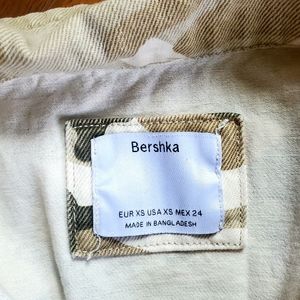 Bershka
EUR XS USA XS MEX 24
MADE IN BANGLADESH